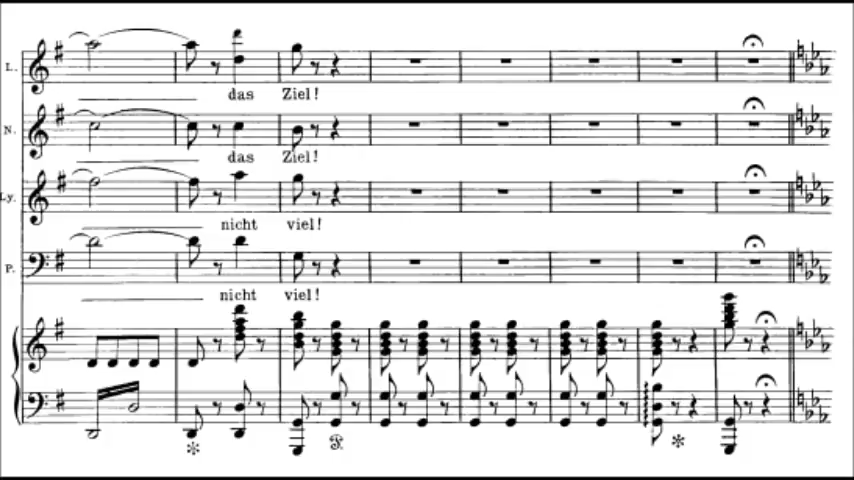 L.
das Ziel!
N.
das Ziel!
Ly.
nicht viel!
P.
nicht viel!